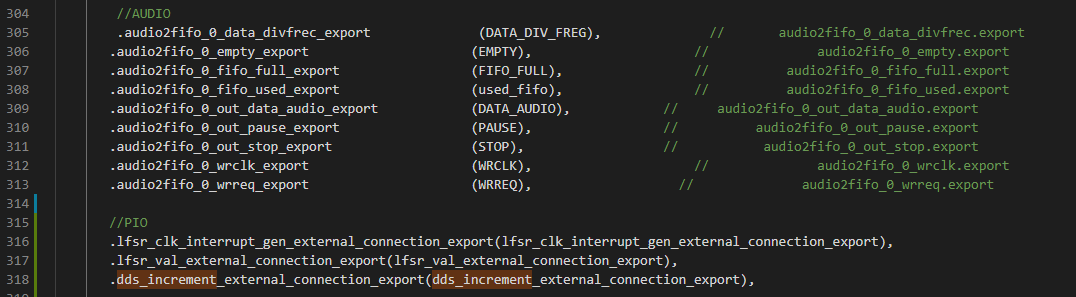 304 //AUDIO
305 .audio2fifo_0_data_divfrec_export (DATA_DIV_FREG), // audio2fifo_0_data_divfrec.export
306 .audio2fifo_0_empty_export (EMPTY), // audio2fifo_0_empty.export
307 .audio2fifo_0_fifo_full_export (FIFO_FULL), // audio2fifo_0_fifo_full.export
308 .audio2fifo_0_fifo_used_export (used_fifo), // audio2fifo_0_fifo_used.export
309 .audio2fifo_0_out_data_audio_export (DATA_AUDIO), // audio2fifo_0_out_data_audio.export
310 .audio2fifo_0_out_pause_export (PAUSE), // audio2fifo_0_out_pause.export
311 .audio2fifo_0_out_stop_export (STOP), // audio2fifo_0_out_stop.export
312 .audio2fifo_0_wrclk_export (WRCLK), // audio2fifo_0_wrclk.export
313 .audio2fifo_0_wrreq_export (WRREQ), // audio2fifo_0_wrreq.export
314
315 //PIO
316 .lfsr_clk_interrupt_gen_external_connection_export(lfsr_clk_interrupt_gen_external_connection_export),
317 .lfsr_val_external_connection_export(lfsr_val_external_connection_export),
318 .dds_increment_external_connection_export(dds_increment_external_connection_export),